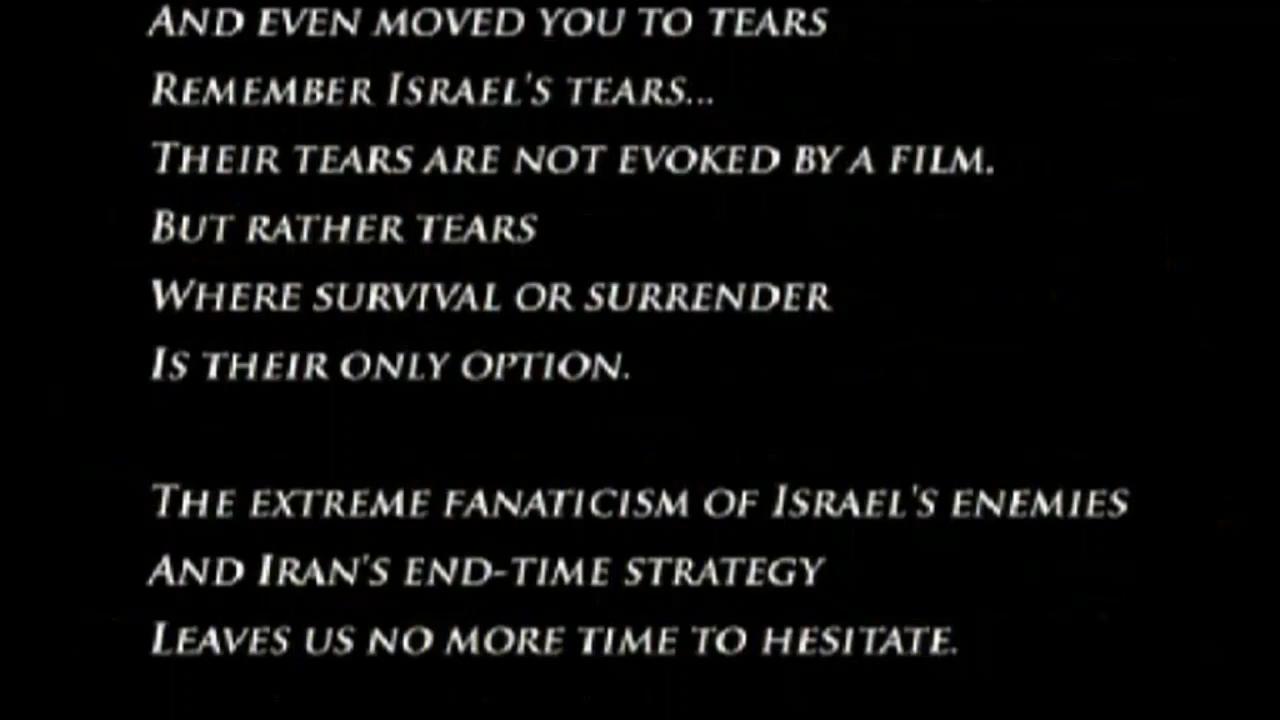 And even moved you to tears
Remember Israel's tears...
Their tears are not evoked by a film.
But rather tears
Where survival or surrender
Is their only option.
The extreme fanaticism of Israel's enemies
And Iran's end-time strategy
Leaves us no more time to hesitate.